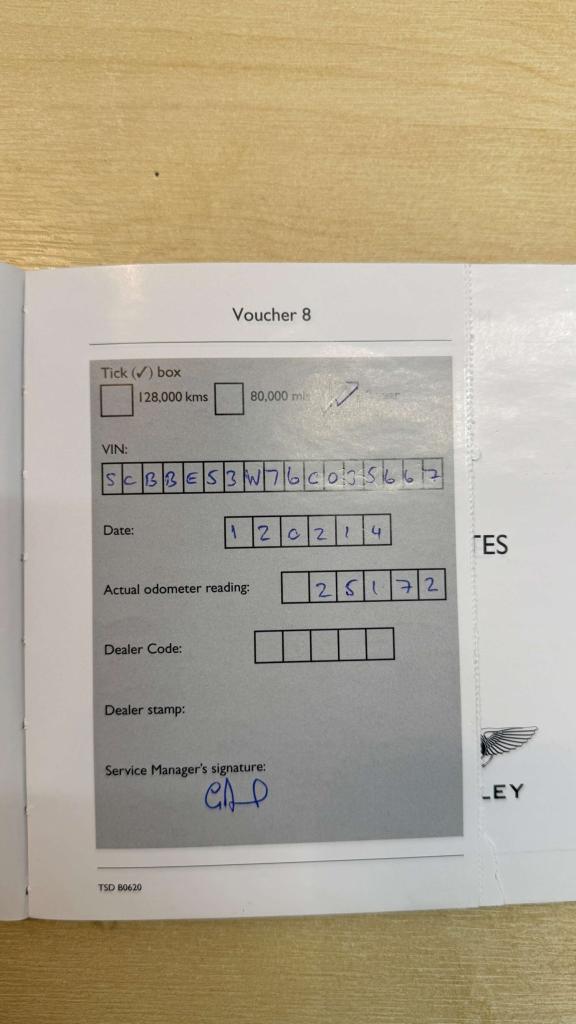 Voucher 8
Tick (✓) box
128,000 kms 80,000 mls ✓
VIN:
SCBBE53W76C035667
Date: 120214
TES
Actual odometer reading: 25172
Dealer Code:
Dealer stamp:
Service Manager's signature:
LEY
TSD B0620